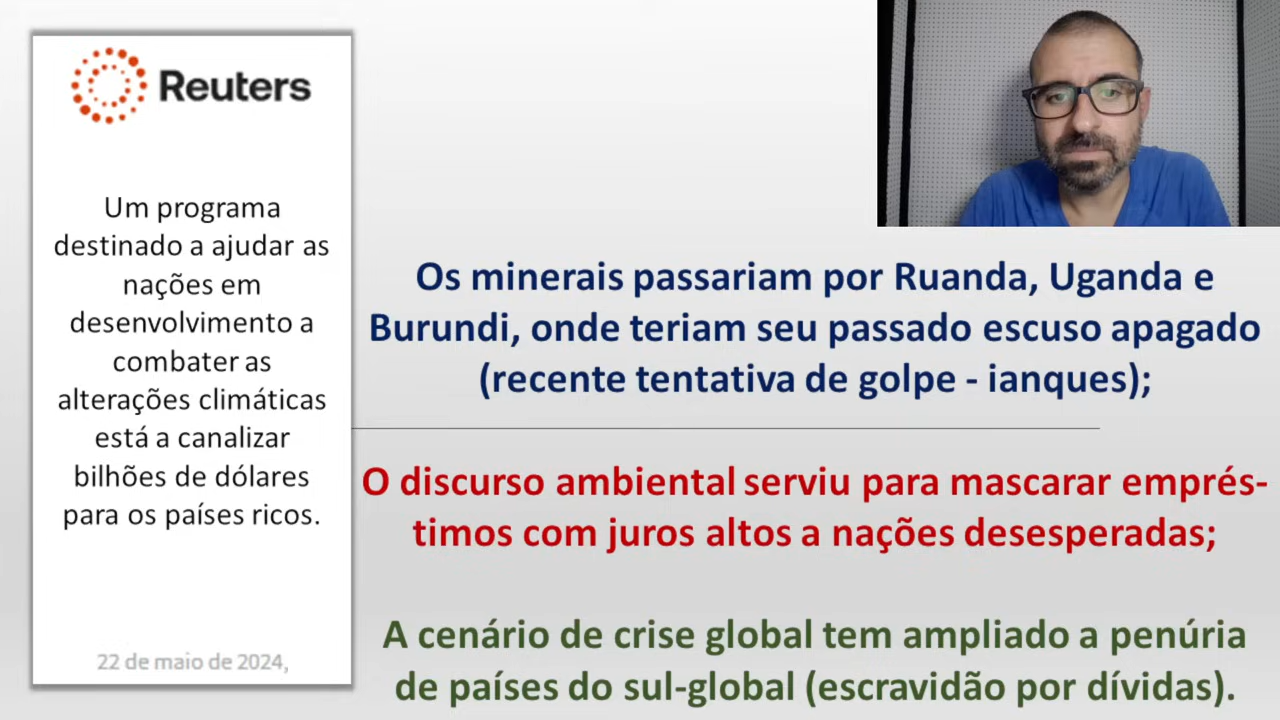 Reuters
Um programa
destinado a ajudar as
nações em
desenvolvimento a
combater as
alterações climáticas
está a canalizar
bilhões de dólares
para os países ricos.
22 de maio de 2024,
Os minerais passariam por Ruanda, Uganda e
Burundi, onde teriam seu passado escuso apagado
(recente tentativa de golpe - ianques);
O discurso ambiental serviu para mascarar emprés-
timos com juros altos a nações desesperadas;
A cenário de crise global tem ampliado a penúria
de países do sul-global (escravidão por dívidas).